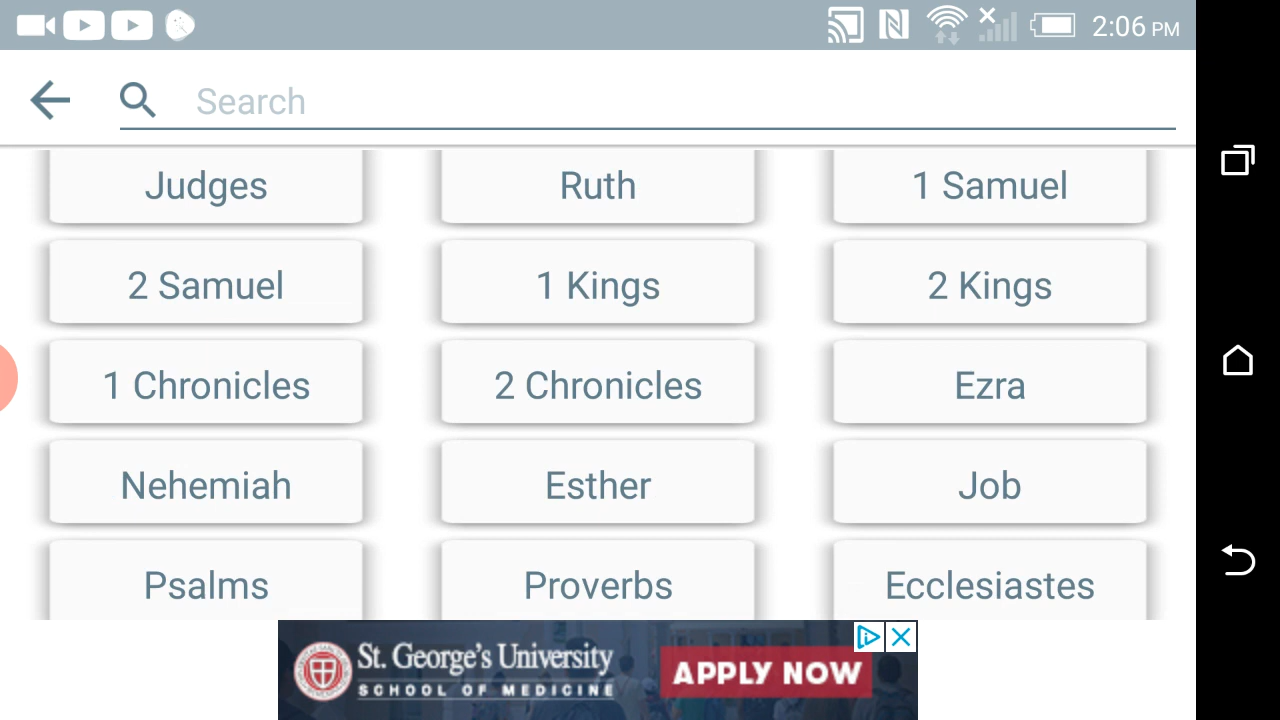 2:06 PM
Search
Judges
Ruth
1 Samuel
2 Samuel
1 Kings
2 Kings
1 Chronicles
2 Chronicles
Ezra
Nehemiah
Esther
Job
Psalms
Proverbs
Ecclesiastes
St. George's University
SCHOOL OF MEDICINE
APPLY NOW